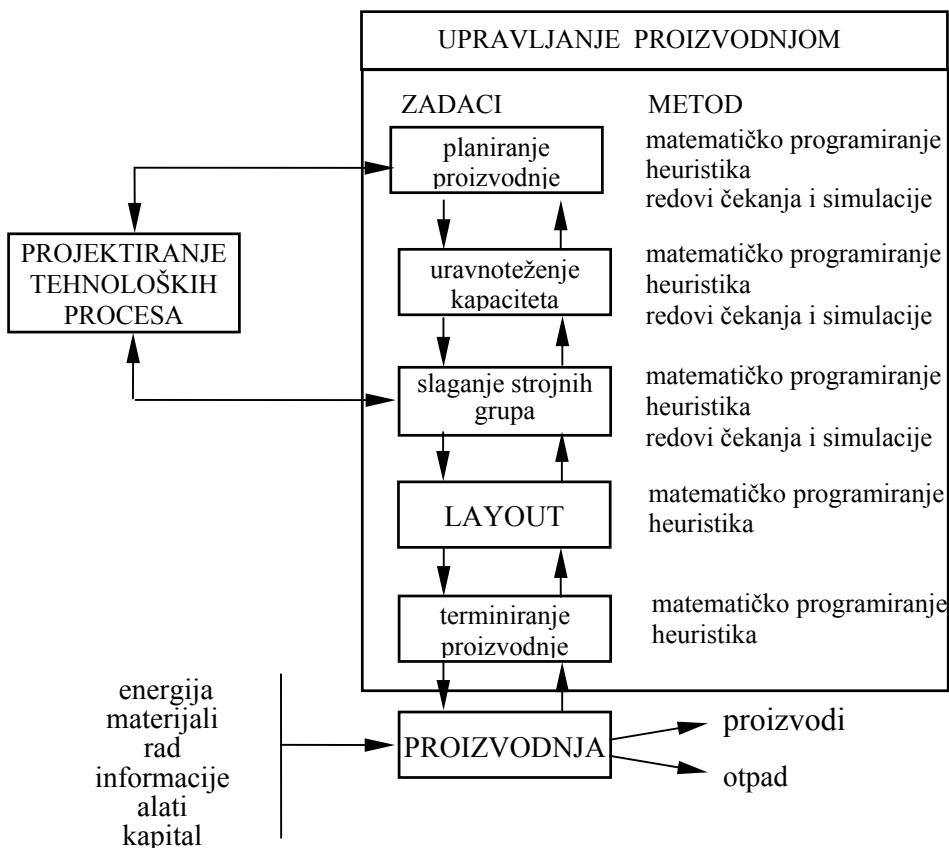 UPRAVLJANJE PROIZVODNJOM
ZADACI
METOD
planiranje
proizvodnje
matematičko programiranje
heuristika
redovi čekanja i simulacije
PROJEKTIRANJE
TEHNOLOŠKIH
PROCESA
uravnoteženje
kapaciteta
matematičko programiranje
heuristika
redovi čekanja i simulacije
slaganje strojnih
grupa
matematičko programiranje
heuristika
redovi čekanja i simulacije
LAYOUT
matematičko programiranje
heuristika
terminiranje
proizvodnje
matematičko programiranje
heuristika
energija
materijali
rad
informacije
alati
kapital
PROIZVODNJA
proizvodi
otpad